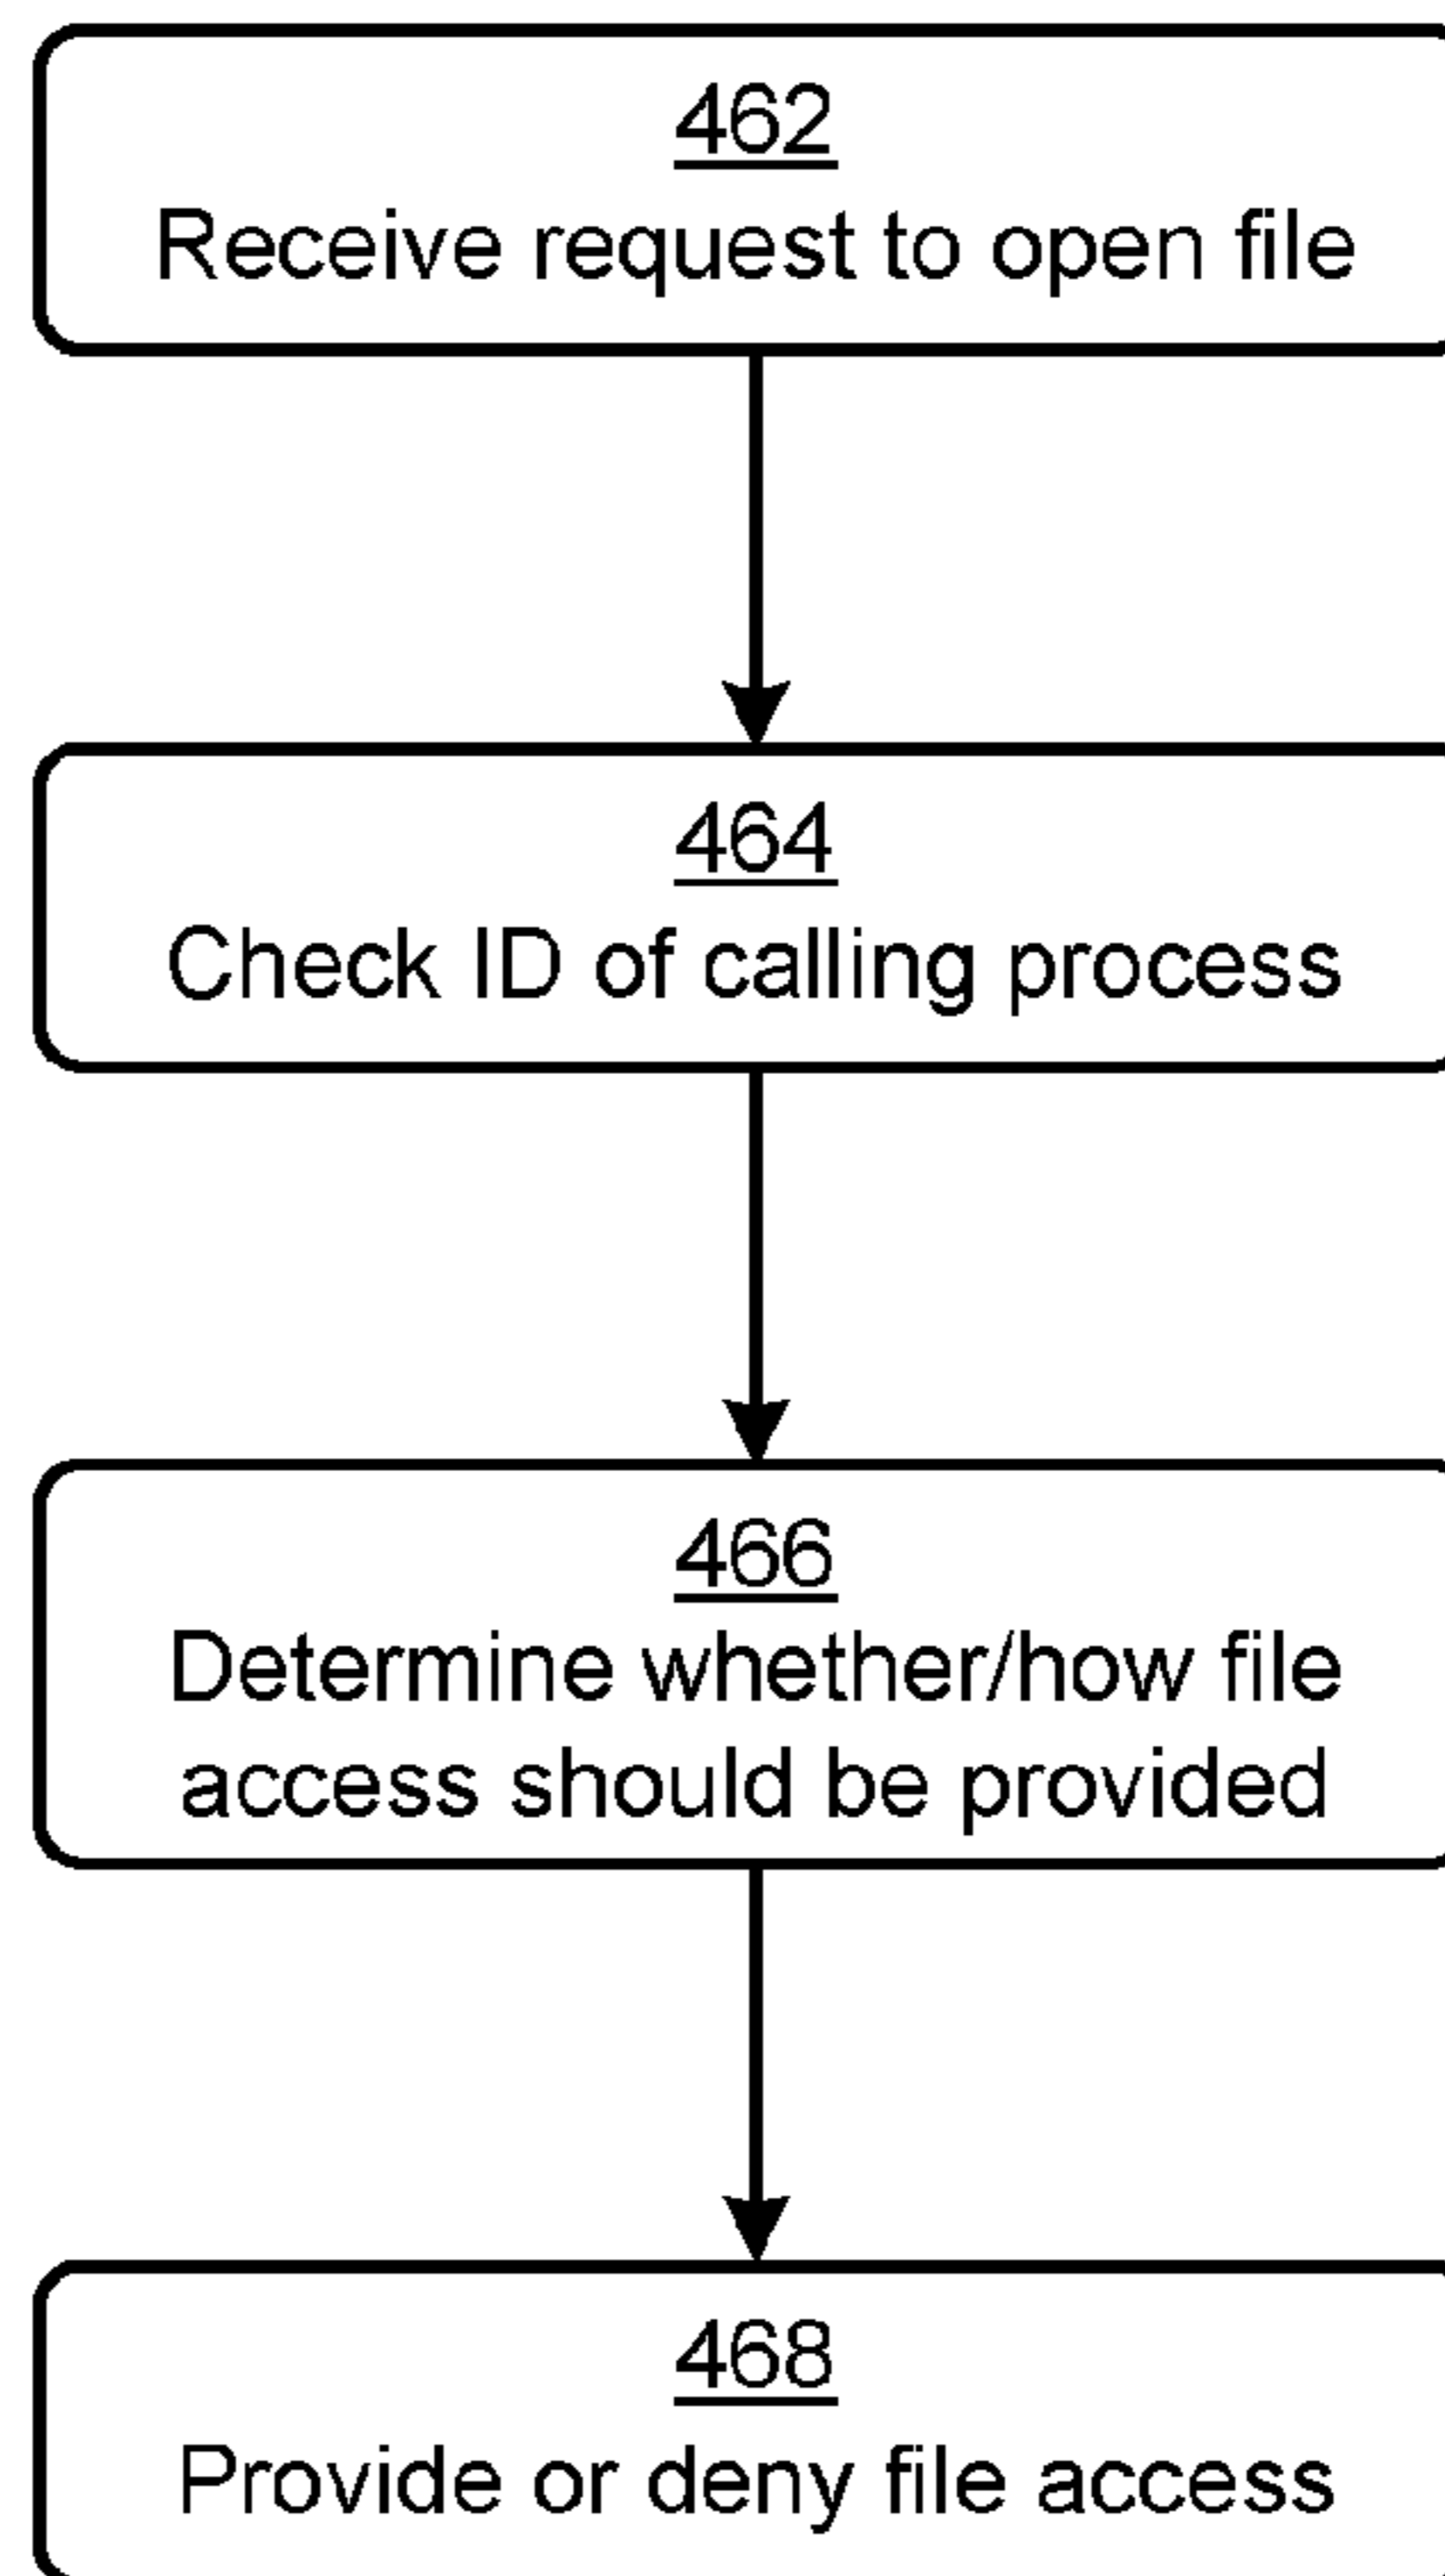 462
Receive request to open file
464
Check ID of calling process
466
Determine whether/how file
access should be provided
468
Provide or deny file access